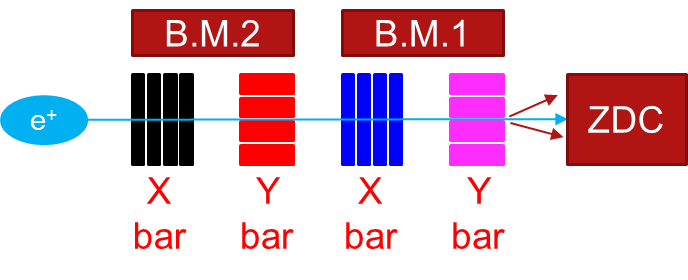 B.M.2 B.M.1
e+ ZDC
X Y X Y
bar bar bar bar